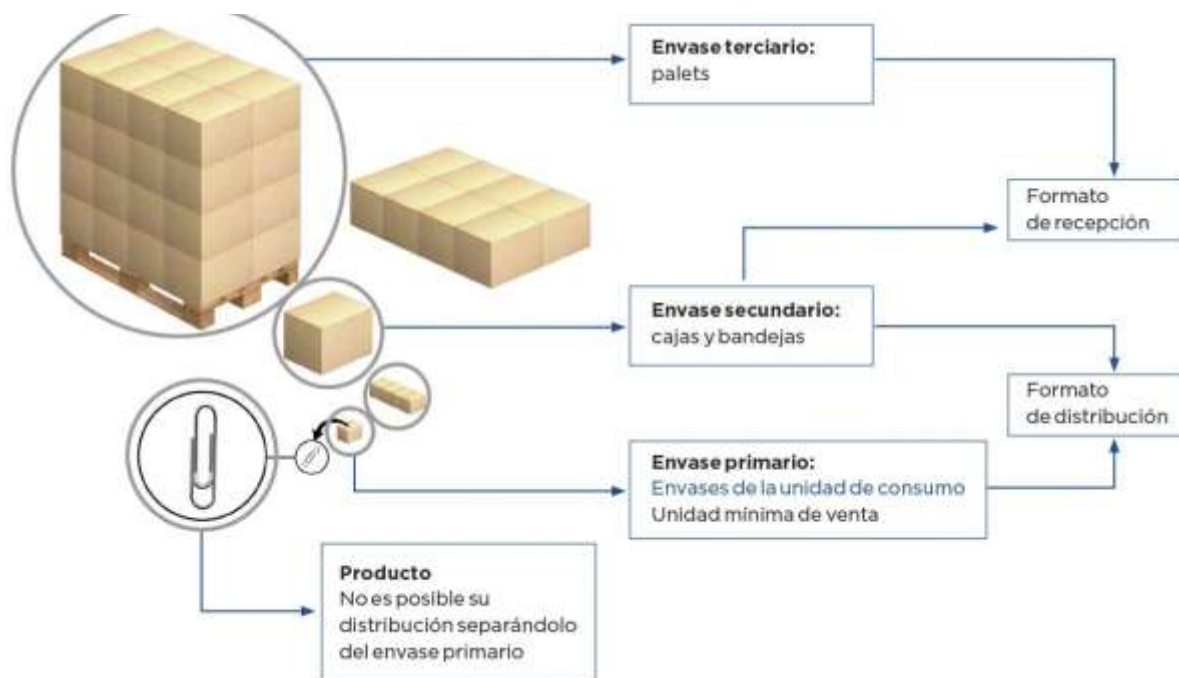 Envase terciario:
palets
Formato
de recepción
Envase secundario:
cajas y bandejas
Formato
de distribución
Envase primario:
Envases de la unidad de consumo
Unidad mínima de venta
Producto
No es posible su
distribución separándolo
del envase primario